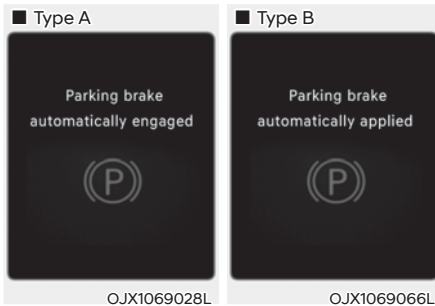 ■ Type A
Parking brake
automatically engaged
(P)
OJX1069028L
■ Type B
Parking brake
automatically applied
(P)
OJX1069066L